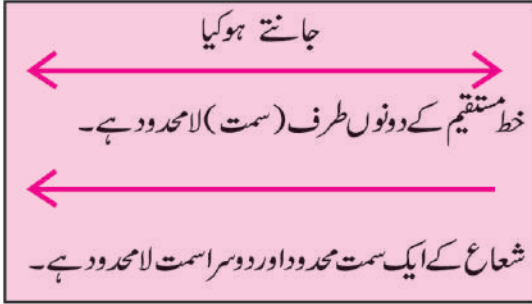 جانتے ہو کیا
خط مستقیم کے دونوں طرف (سمت) لامحدود ہے۔
شعاع کے ایک سمت محدود اور دوسرا سمت لامحدود ہے۔